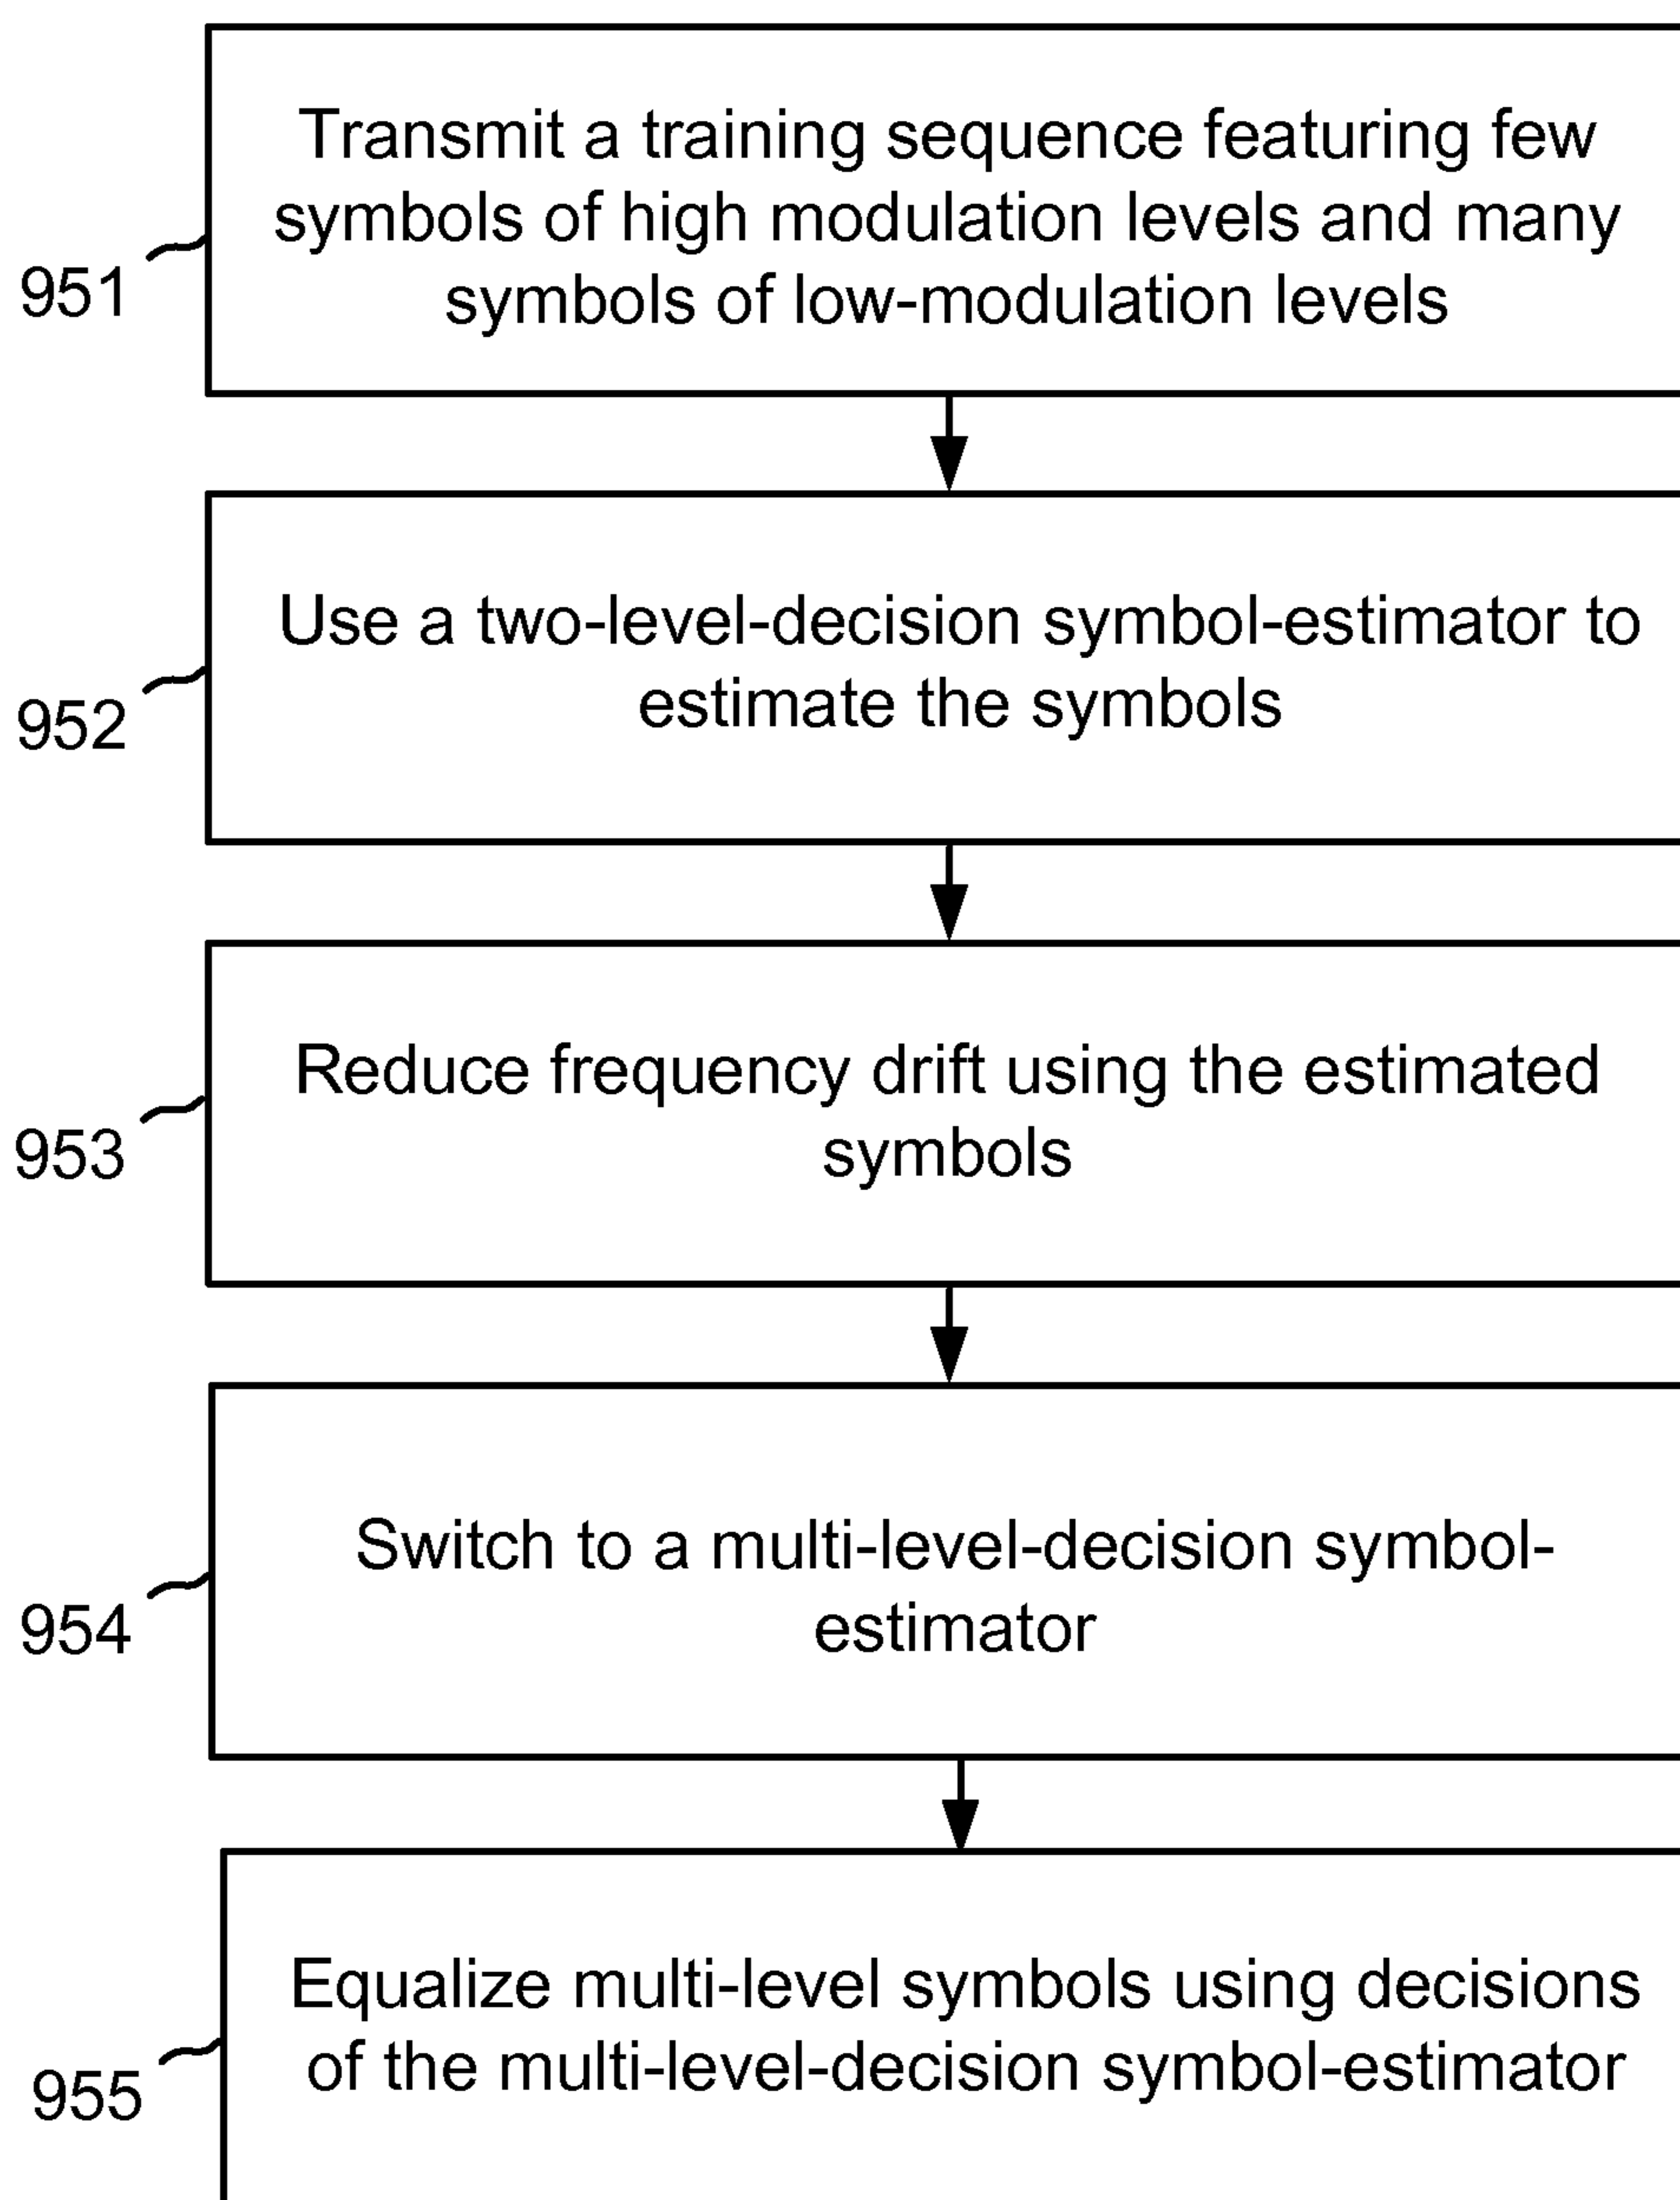 Transmit a training sequence featuring few
symbols of high modulation levels and many
symbols of low-modulation levels
951
Use a two-level-decision symbol-estimator to
estimate the symbols
952
Reduce frequency drift using the estimated
symbols
953
Switch to a multi-level-decision symbol-
estimator
954
Equalize multi-level symbols using decisions
of the multi-level-decision symbol-estimator
955